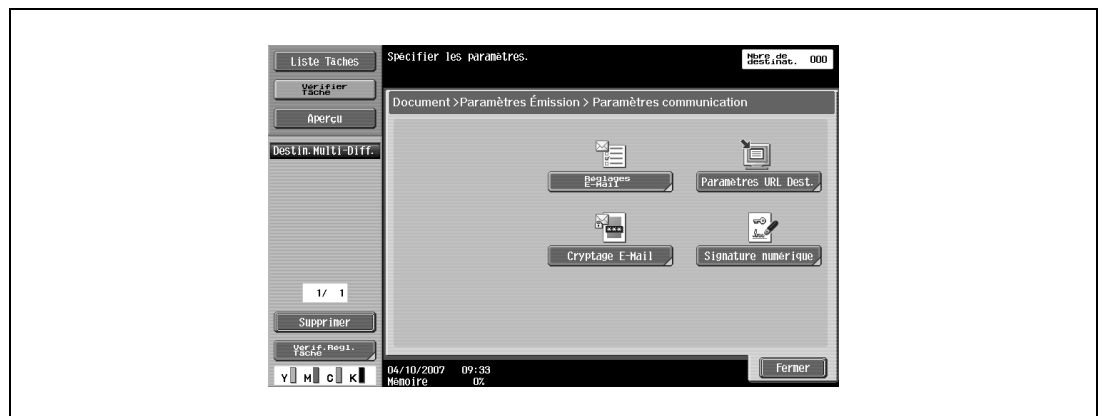 Liste Tâches
Spécifier les paramètres.
Nbre de destinat. 000
Vérifier Tâche
Aperçu
Document >Paramètres Émission > Paramètres communication
Destin.Multi-Diff.
Réglages E-Mail
Paramètres URL Dest.
Cryptage E-Mail
Signature numérique
1/ 1
Supprimer
Vérif.Régl. Tâche
Y M C K
04/10/2007 09:33
Mémoire 0%
Fermer